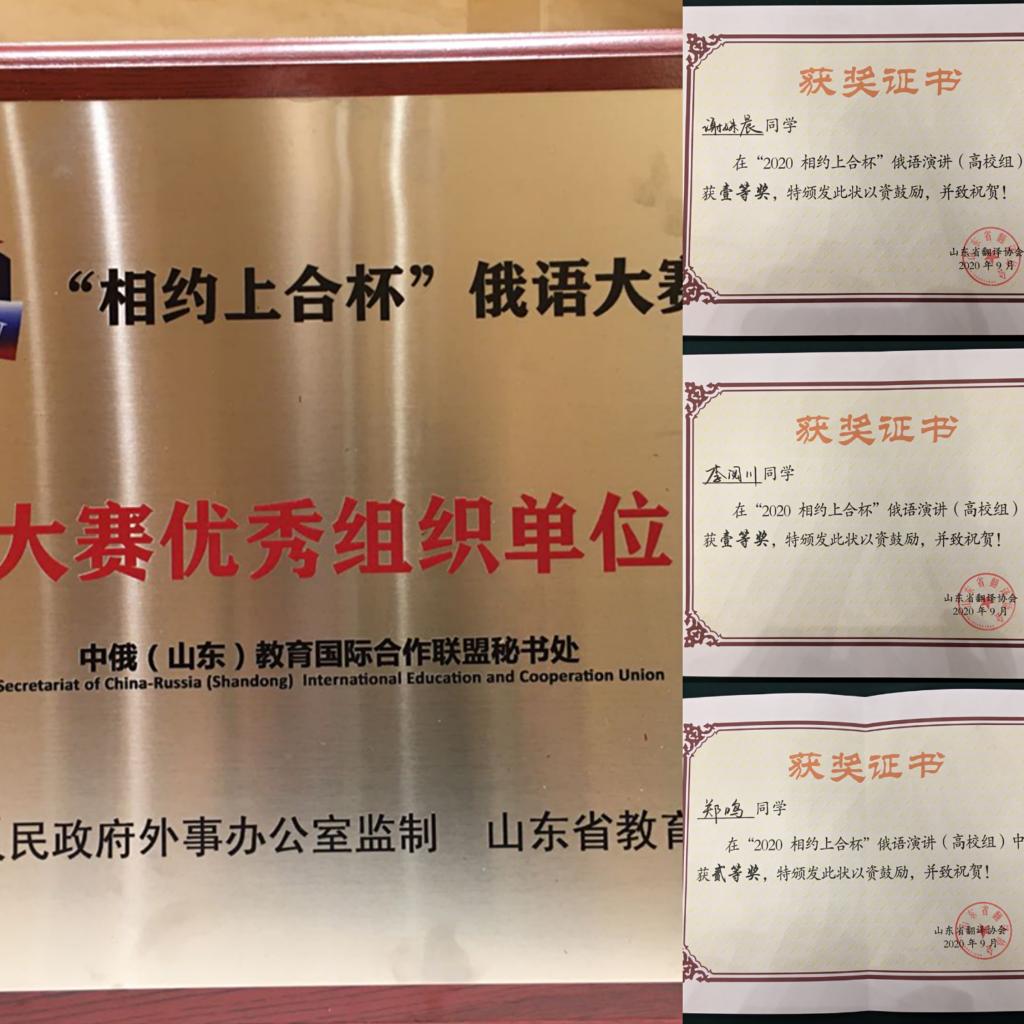 “相约上合杯”俄语大赛
大赛优秀组织单位
中俄（山东）教育国际合作联盟秘书处
Secretariat of China-Russia (Shandong) International Education and Cooperation Union
民政府外事办公室监制 山东省教育
获奖证书
谢姝晨同学
在“2020 相约上合杯”俄语演讲（高校组）
获壹等奖，特颁发此状以资鼓励，并致祝贺！
山东省翻译协会
2020年9月
获奖证书
李闵川同学
在“2020 相约上合杯”俄语演讲（高校组）
获壹等奖，特颁发此状以资鼓励，并致祝贺！
山东省翻译协会
2020年9月
获奖证书
郑鸣同学
在“2020 相约上合杯”俄语演讲（高校组）中
获贰等奖，特颁发此状以资鼓励，并致祝贺！
山东省翻译协会
2020年9月